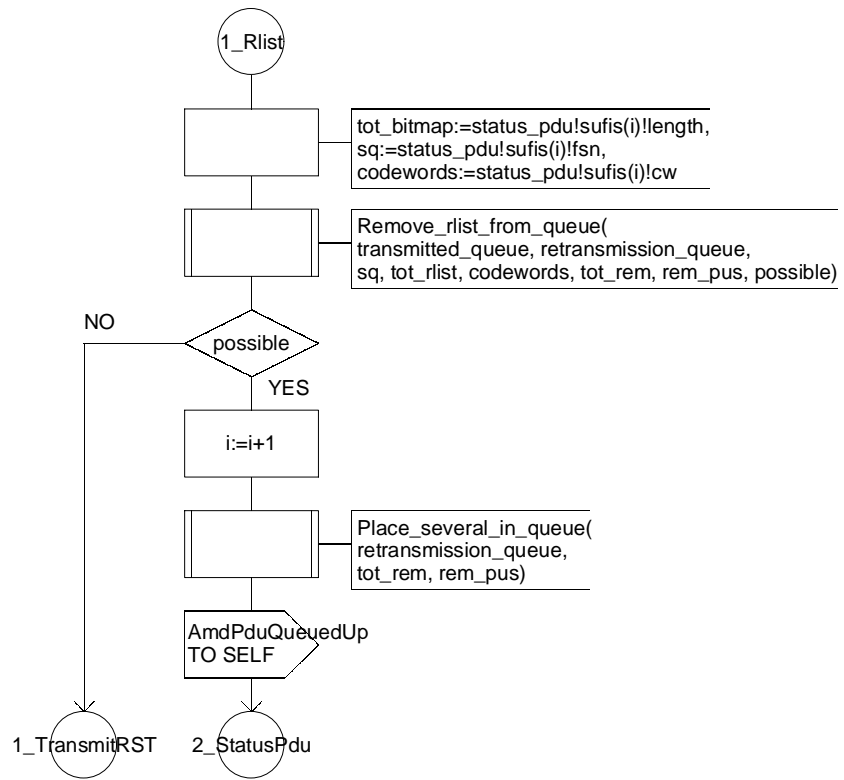 1_Rlist
tot_bitmap:=status_pdu!sufis(i)!length,
sq:=status_pdu!sufis(i)!fsn,
codewords:=status_pdu!sufis(i)!cw
Remove_rlist_from_queue(
transmitted_queue, retransmission_queue,
sq, tot_rlist, codewords, tot_rem, rem_pus, possible)
NO
possible
YES
i:=i+1
Place_several_in_queue(
retransmission_queue,
tot_rem, rem_pus)
AmdPduQueuedUp
TO SELF
1_TransmitRST
2_StatusPdu